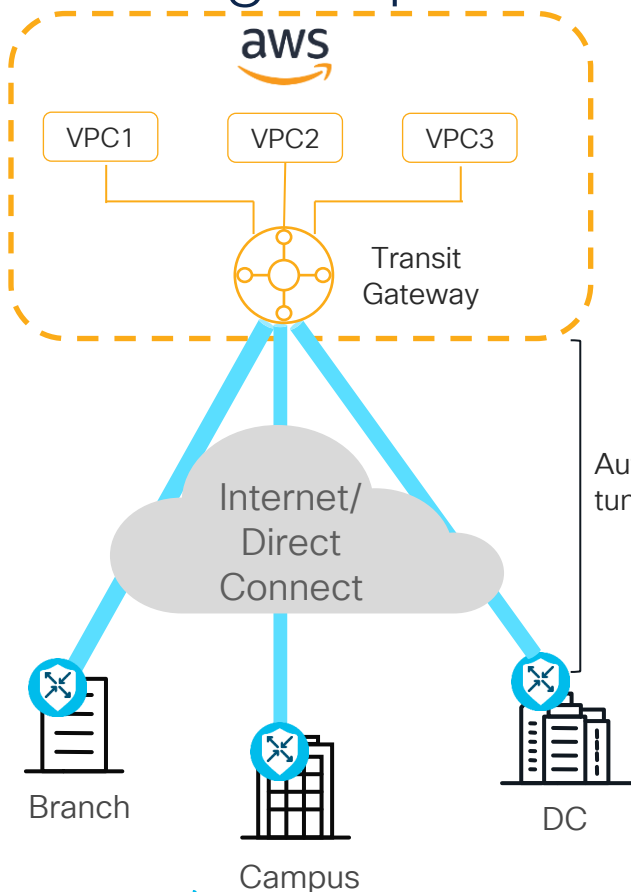 aws
VPC1
VPC2
VPC3
Transit
Gateway
Internet/
Direct
Connect
Branch
DC
Campus